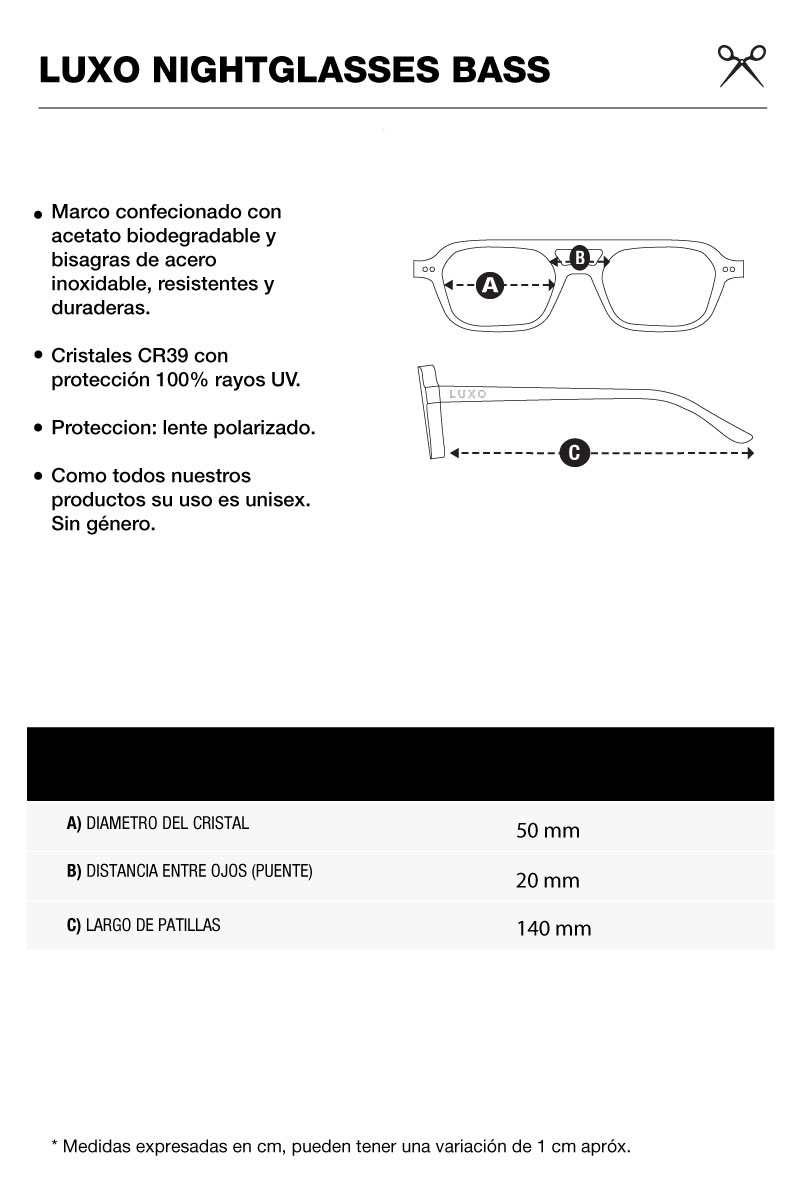 LUXO NIGHTGLASSES BASS
• Marco confecionado con
acetato biodegradable y
bisagras de acero
inoxidable, resistentes y
duraderas.
• Cristales CR39 con
protección 100% rayos UV.
• Proteccion: lente polarizado.
• Como todos nuestros
productos su uso es unisex.
Sin género.
A
B
LUXO
C
A) DIAMETRO DEL CRISTAL 50 mm
B) DISTANCIA ENTRE OJOS (PUENTE) 20 mm
C) LARGO DE PATILLAS 140 mm
* Medidas expresadas en cm, pueden tener una variación de 1 cm apróx.